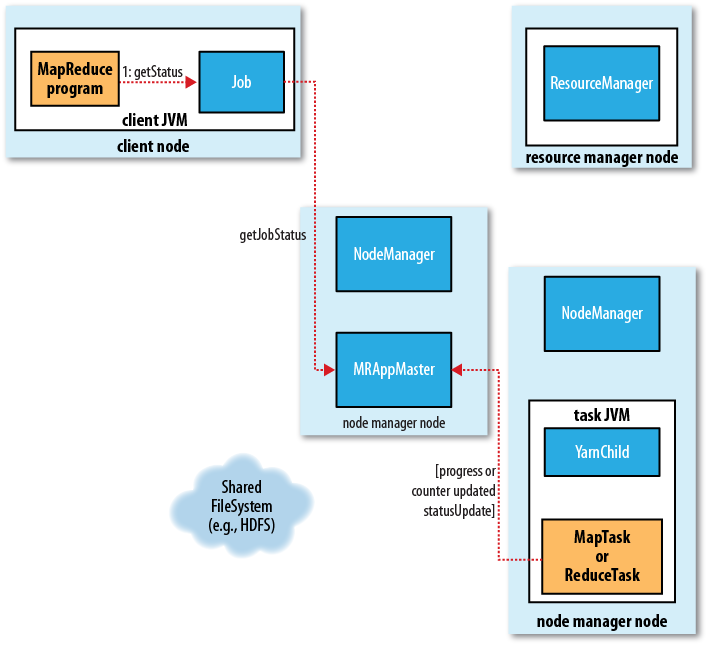 MapReduce
program
1: getStatus
Job
client JVM
client node
ResourceManager
resource manager node
getJobStatus
NodeManager
MRAppMaster
node manager node
NodeManager
task JVM
YarnChild
MapTask
or
ReduceTask
node manager node
[progress or
counter updated
statusUpdate]
Shared
FileSystem
(e.g., HDFS)